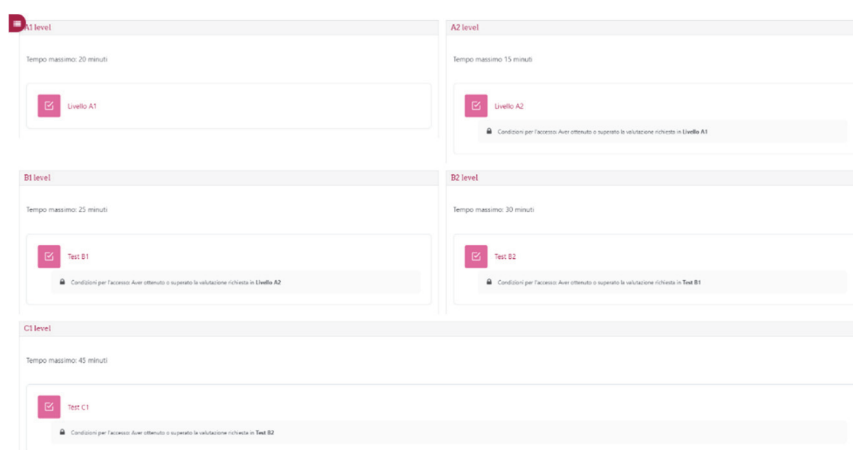 A1 level
Tempo massimo: 20 minuti
Livello A1
A2 level
Tempo massimo 15 minuti
Livello A2
Condizioni per l'accesso: Aver ottenuto o superato la valutazione richiesta in Livello A1
B1 level
Tempo massimo: 25 minuti
Test B1
Condizioni per l'accesso: Aver ottenuto o superato la valutazione richiesta in Livello A2
B2 level
Tempo massimo: 30 minuti
Test B2
Condizioni per l'accesso: Aver ottenuto o superato la valutazione richiesta in Test B1
C1 level
Tempo massimo: 45 minuti
Test C1
Condizioni per l'accesso: Aver ottenuto o superato la valutazione richiesta in Test B2